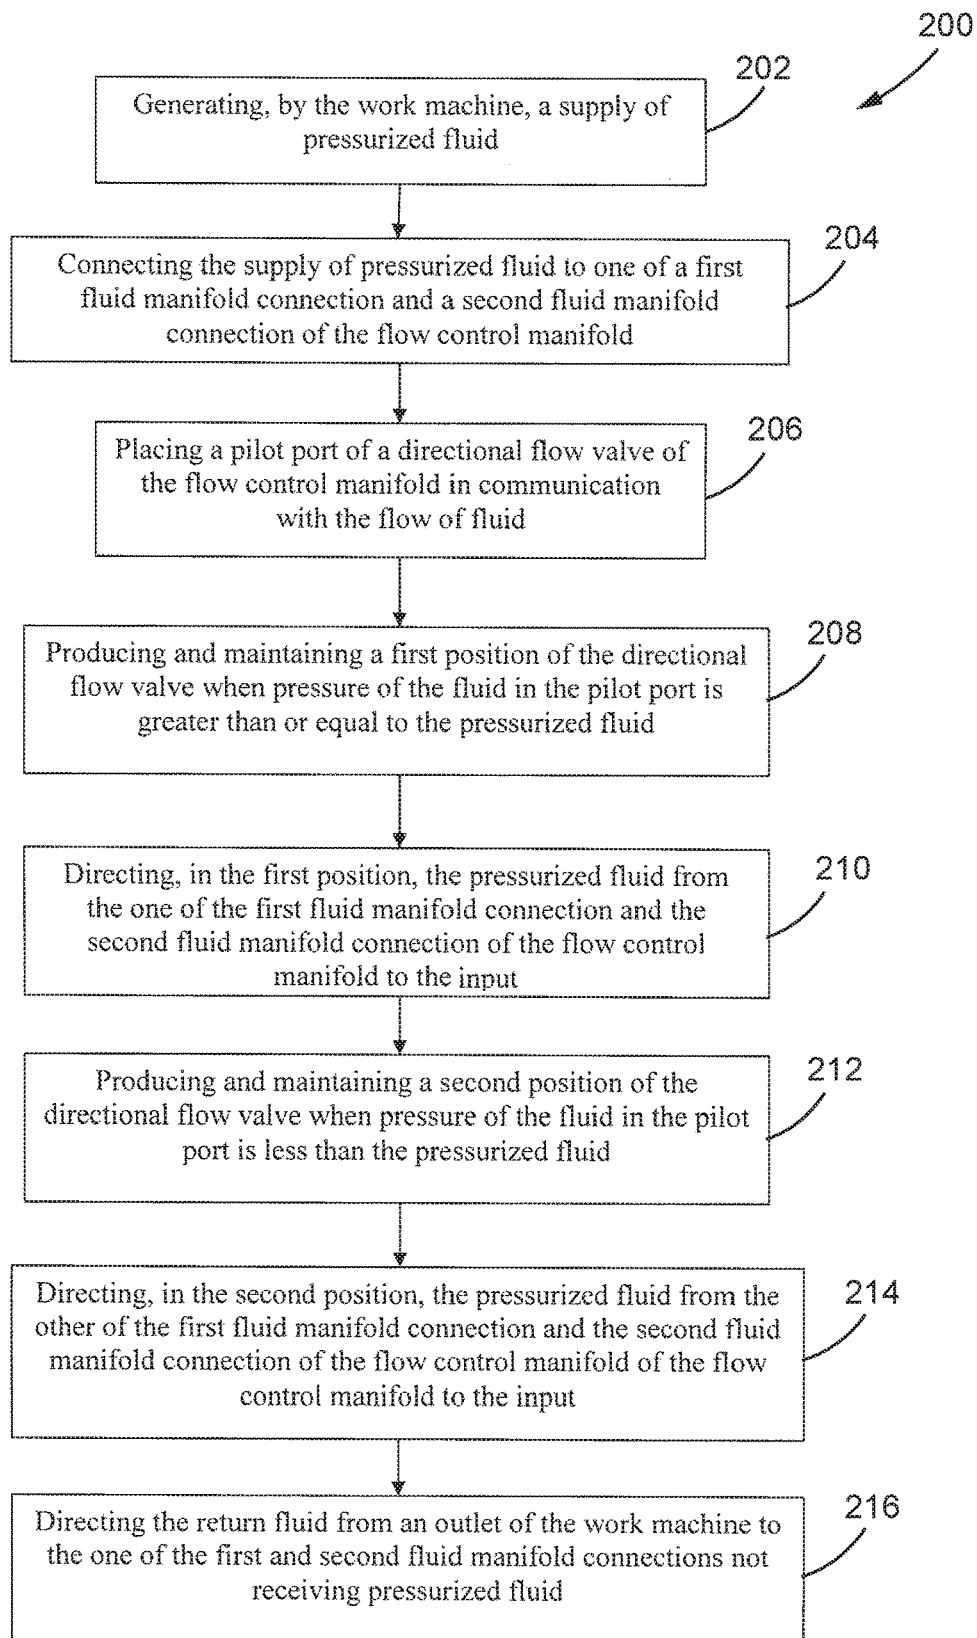 200
202
Generating, by the work machine, a supply of
pressurized fluid
204
Connecting the supply of pressurized fluid to one of a first
fluid manifold connection and a second fluid manifold
connection of the flow control manifold
206
Placing a pilot port of a directional flow valve of
the flow control manifold in communication
with the flow of fluid
208
Producing and maintaining a first position of the directional
flow valve when pressure of the fluid in the pilot port is
greater than or equal to the pressurized fluid
210
Directing, in the first position, the pressurized fluid from
the one of the first fluid manifold connection and the
second fluid manifold connection of the flow control
manifold to the input
212
Producing and maintaining a second position of the
directional flow valve when pressure of the fluid in the pilot
port is less than the pressurized fluid
214
Directing, in the second position, the pressurized fluid from the
other of the first fluid manifold connection and the second fluid
manifold connection of the flow control manifold of the flow
control manifold to the input
216
Directing the return fluid from an outlet of the work machine to
the one of the first and second fluid manifold connections not
receiving pressurized fluid